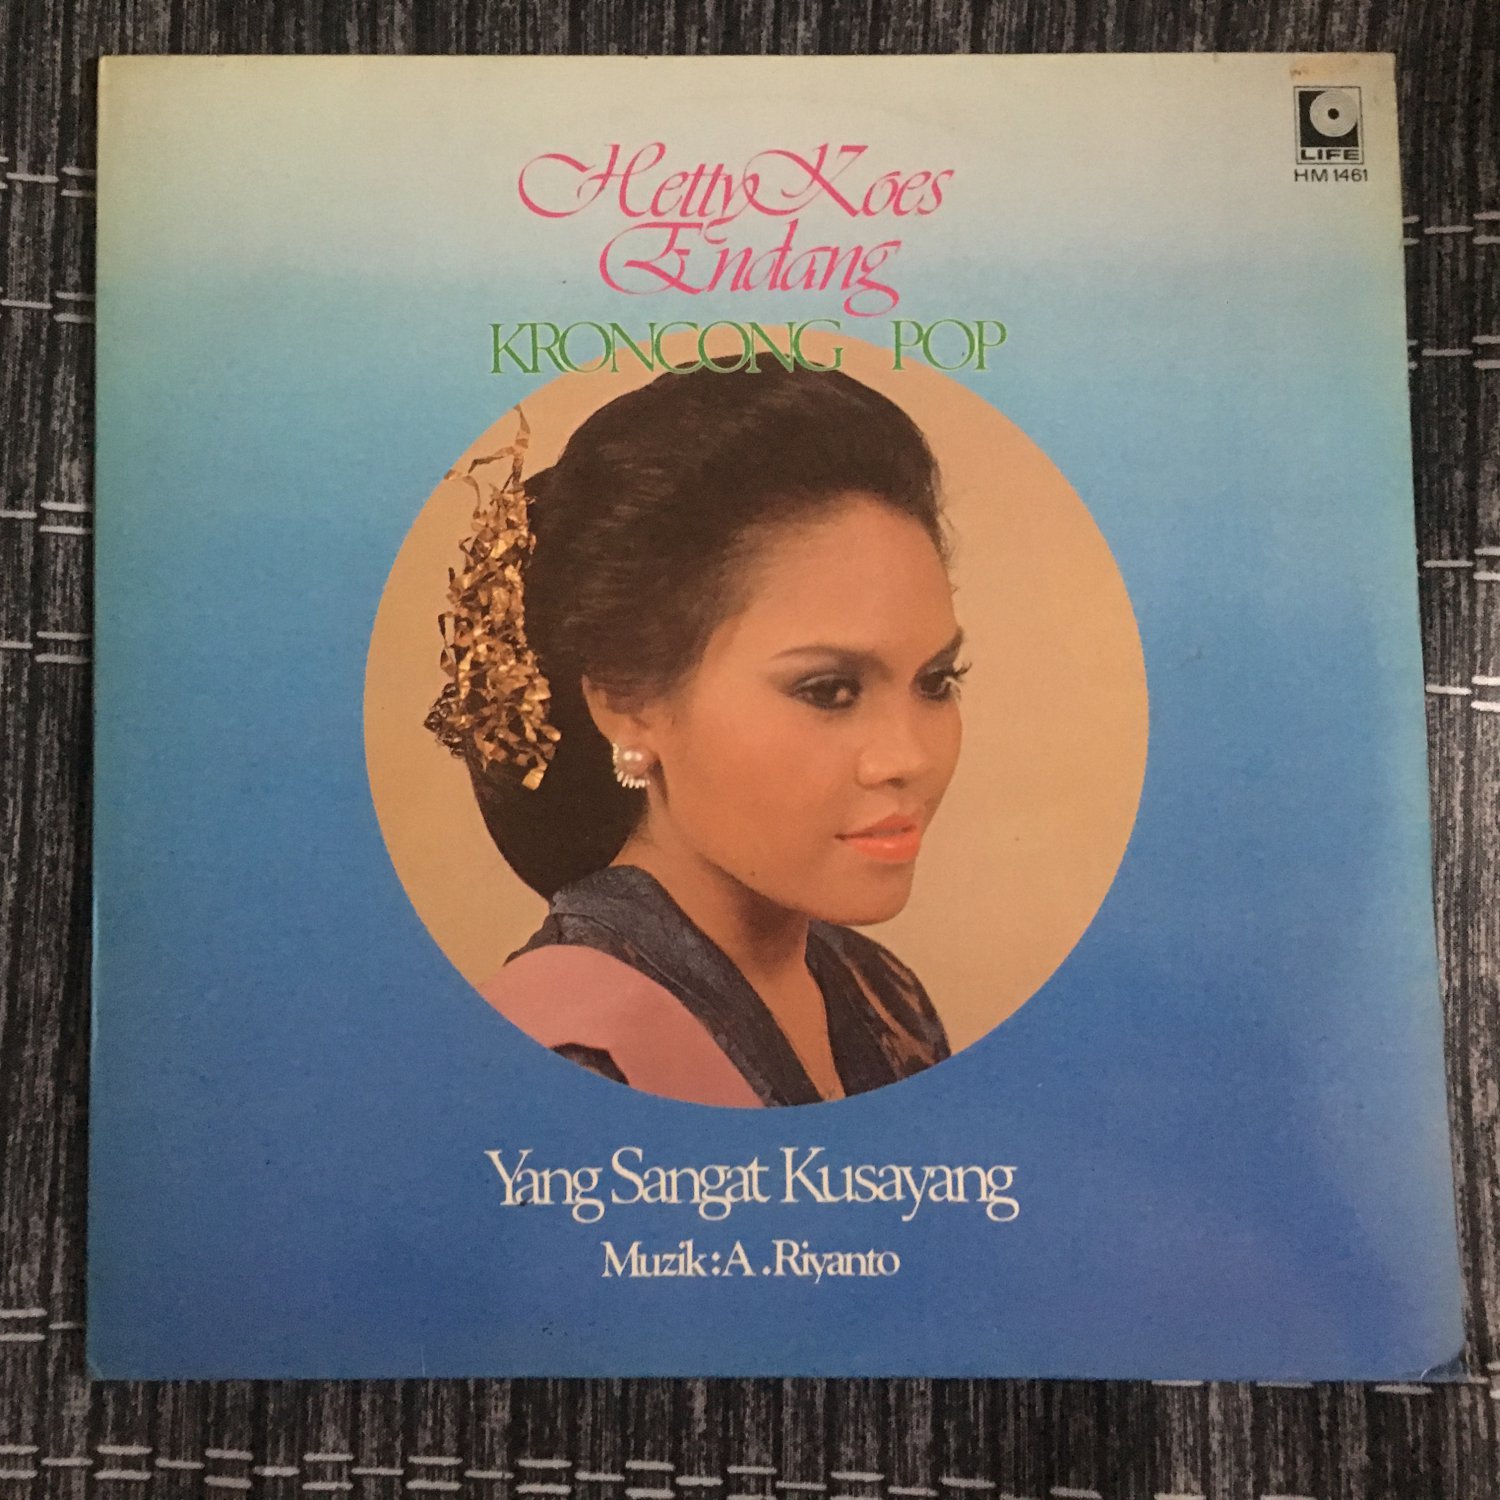 LIFE
HM 1461
Hetty Koes
Endang
KRONCONG POP
Yang Sangat Kusayang
Muzik : A . Riyanto